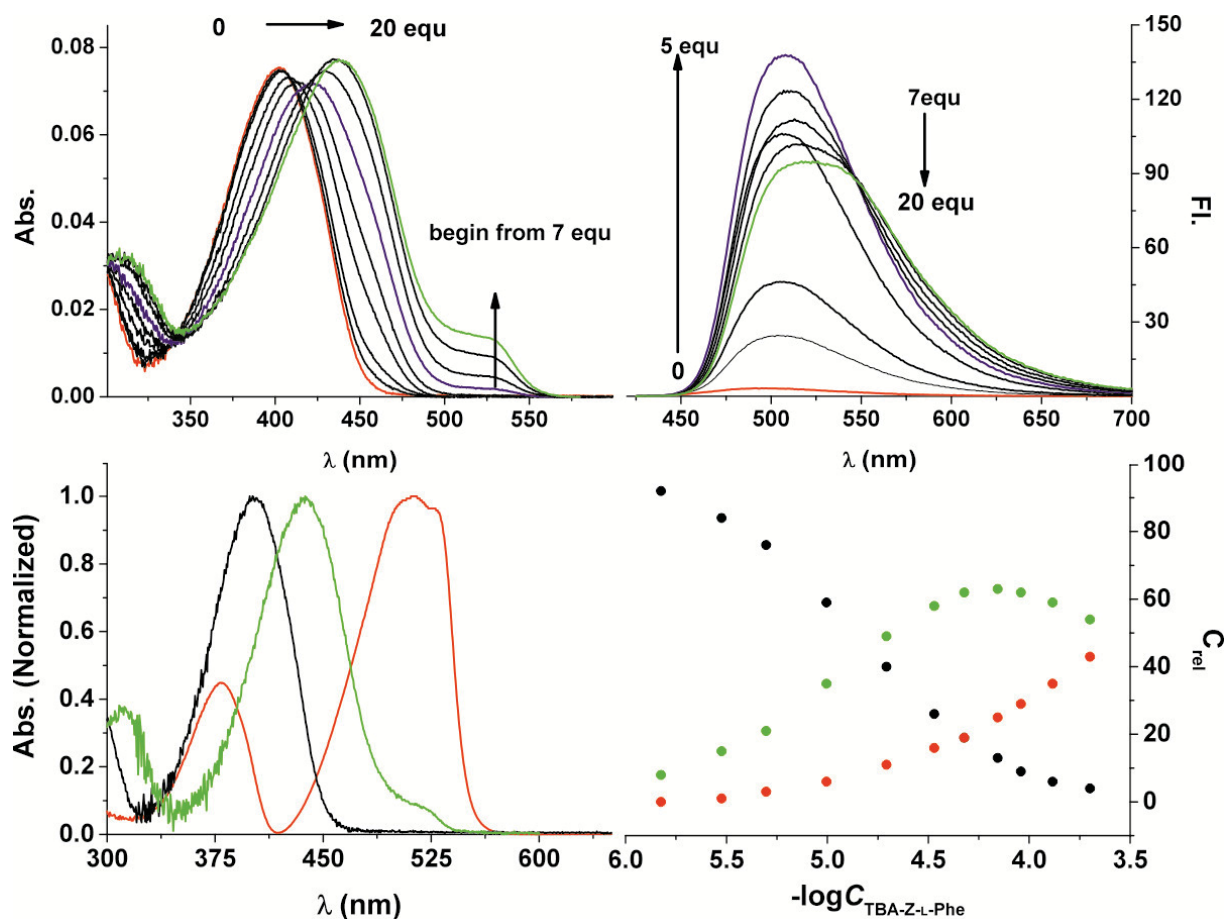 0 20 equ
0.08
0.06
0.04
0.02
0.00
Abs.
begin from 7 equ
350 400 450 500 550
λ (nm)
5 equ
0
7equ
20 equ
150
120
90
60
30
Fl.
450 500 550 600 650 700
λ (nm)
1.0
0.8
0.6
0.4
0.2
0.0
Abs. (Normalized)
300 375 450 525 600
λ (nm)
100
80
60
40
20
0
C rel
6.0 5.5 5.0 4.5 4.0 3.5
-logC TBA-Z-L-Phe